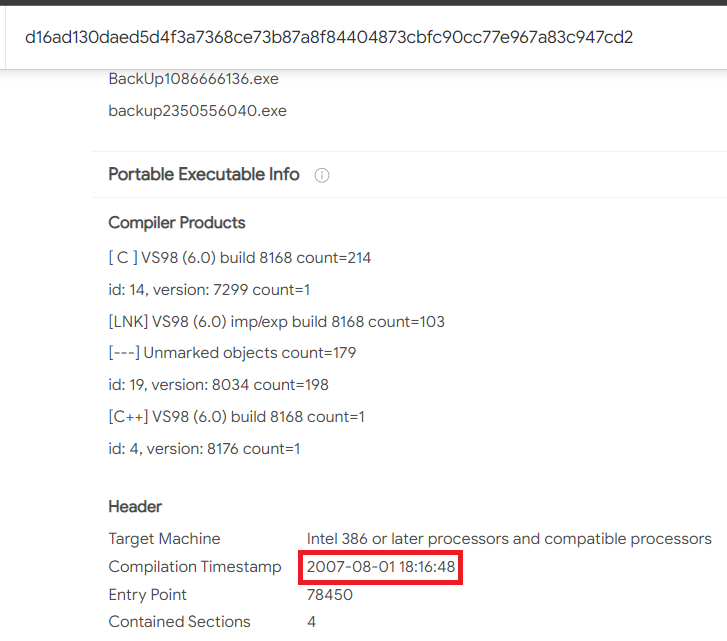 d16ad130daed5d4f3a7368ce73b87a8f84404873cbfc90cc77e967a83c947cd2
BackUp1086666136.exe
backup2350556040.exe
Portable Executable Info
Compiler Products
[ C ] VS98 (6.0) build 8168 count=214
id: 14, version: 7299 count=1
[LNK] VS98 (6.0) imp/exp build 8168 count=103
[---] Unmarked objects count=179
id: 19, version: 8034 count=198
[C++] VS98 (6.0) build 8168 count=1
id: 4, version: 8176 count=1
Header
Target Machine Intel 386 or later processors and compatible processors
Compilation Timestamp 2007-08-01 18:16:48
Entry Point 78450
Contained Sections 4